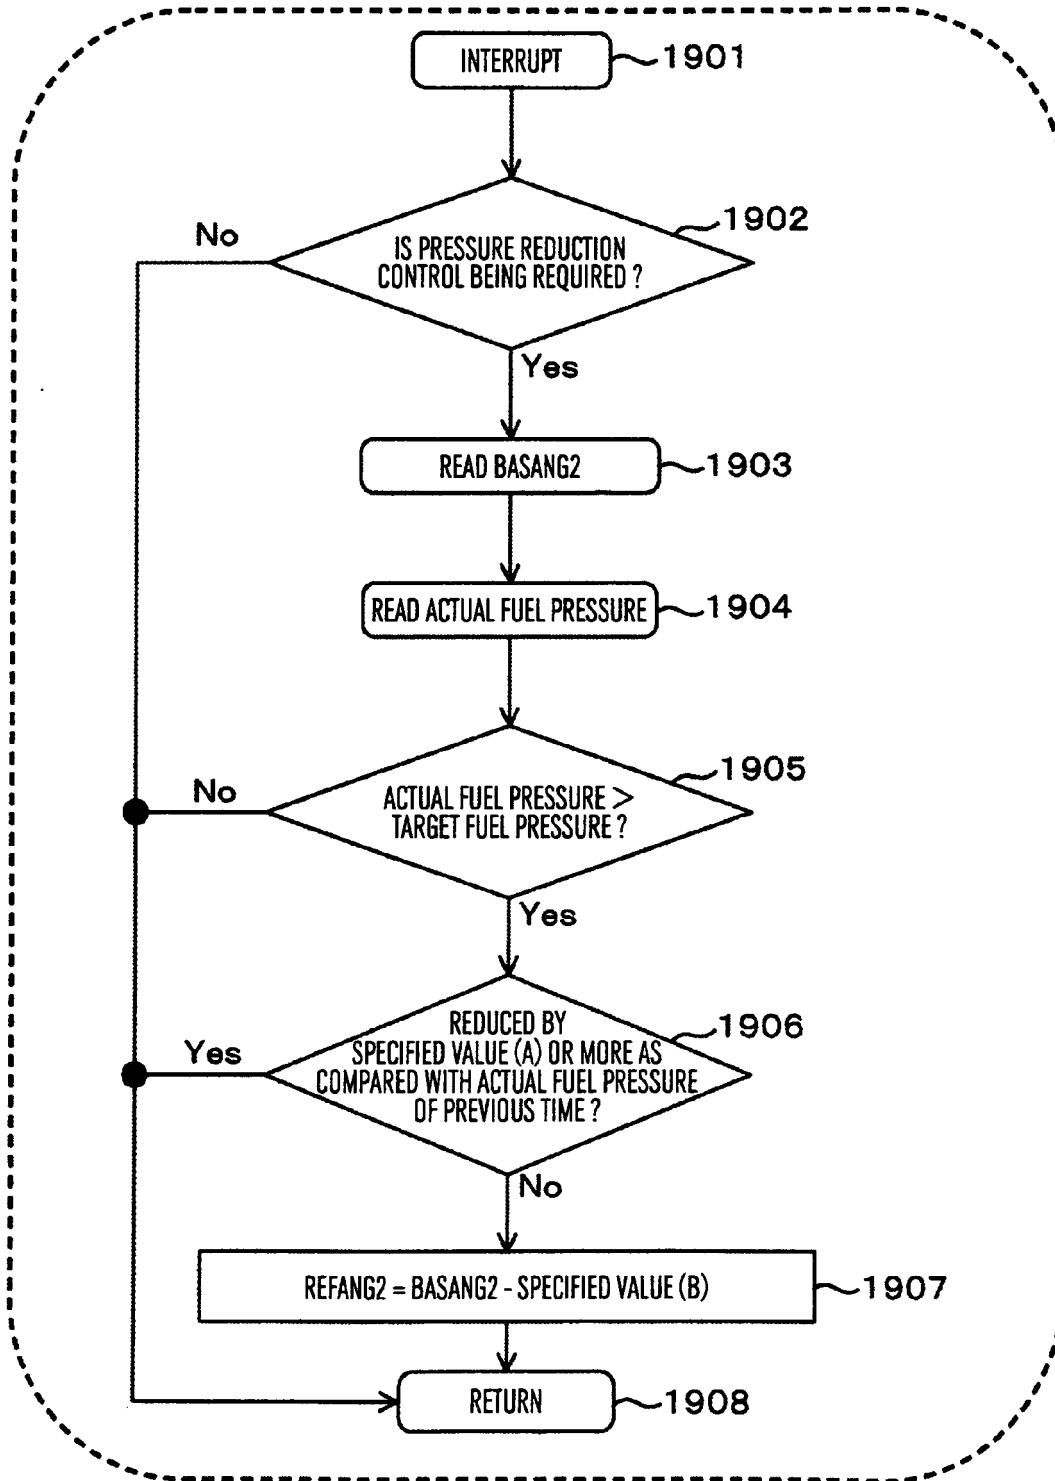 INTERRUPT
1901
1902
No
IS PRESSURE REDUCTION
CONTROL BEING REQUIRED ?
Yes
READ BASANG2
1903
READ ACTUAL FUEL PRESSURE
1904
1905
No
ACTUAL FUEL PRESSURE >
TARGET FUEL PRESSURE ?
Yes
1906
Yes
REDUCED BY
SPECIFIED VALUE (A) OR MORE AS
COMPARED WITH ACTUAL FUEL PRESSURE
OF PREVIOUS TIME ?
No
REFANG2 = BASANG2 - SPECIFIED VALUE (B)
1907
RETURN
1908